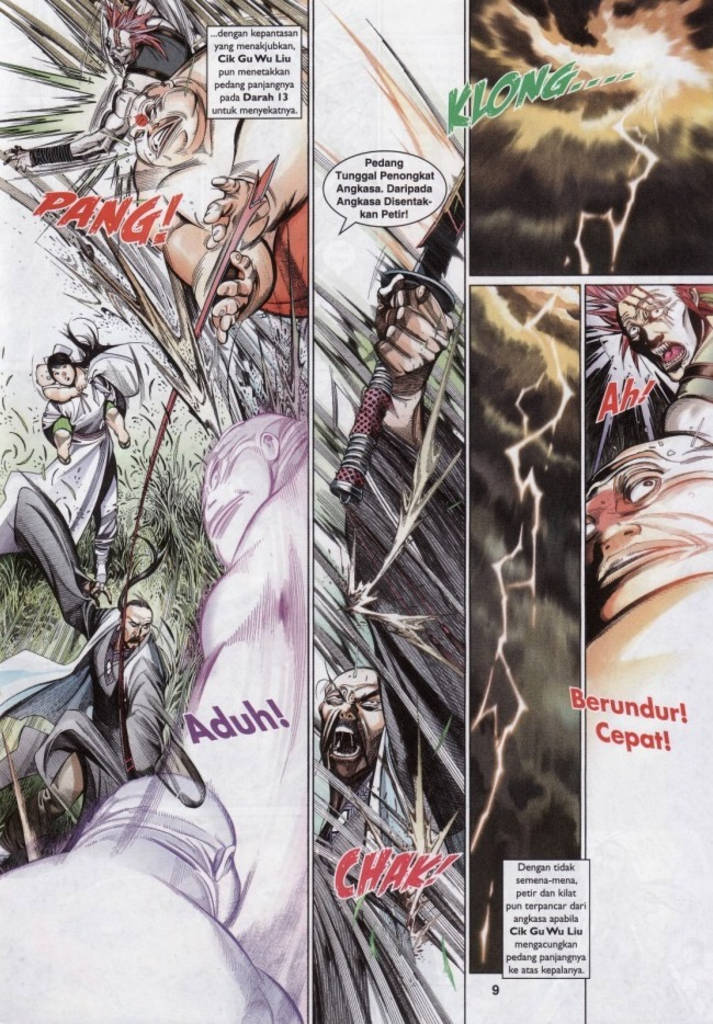 ...dengan kepantasan
yang menakjubkan,
Cik Gu Wu Liu
pun menetakkan
pedang panjangnya
pada Darah 13
untuk menyekatnya.
PANG!
Aduh!
Pedang
Tunggal Penongkat
Angkasa. Daripada
Angkasa Disentak-
kan Petir!
CHAK!
KLONG....
Ah!
Berundur!
Cepat!
Dengan tidak
semena-mena,
petir dan kilat
pun terpancar dari
angkasa apabila
Cik Gu Wu Liu
mengacungkan
pedang panjangnya
ke atas kepalanya.
9